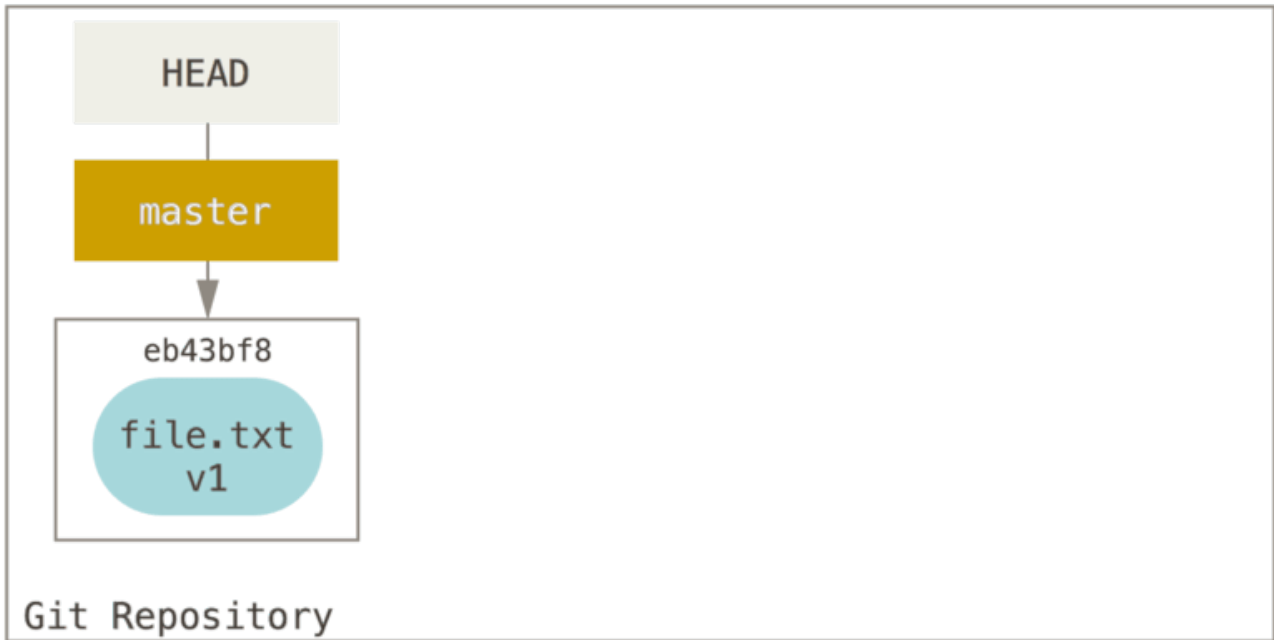 HEAD
master
eb43bf8
file.txt
v1
Git Repository